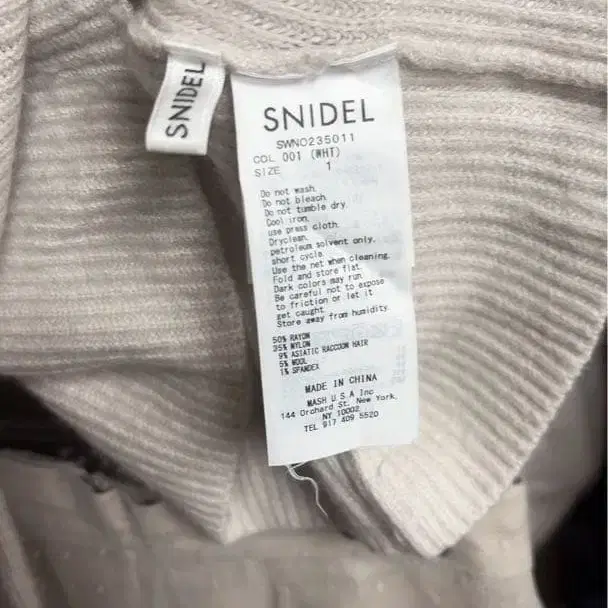 SNIDEL
SNIDEL
SWNO235011
COL 001 (WHT)
SIZE 1
Do not wash.
Do not bleach.
Do not tumble dry.
Cool iron.
use press cloth.
Dryclean.
petroleum solvent only.
short cycle.
Use the net when cleaning.
Fold and store flat.
Dark colors may run.
Be careful not to expose
to friction or let it
get caught.
Store away from humidity.
50% RAYON
35% NYLON
9% ASIATIC RACCOON HAIR
5% WOOL
1% SPANDEX
MADE IN CHINA
MASH U.S.A Inc.
144 Orchard St. New York,
NY 10002
TEL 917 409 5520